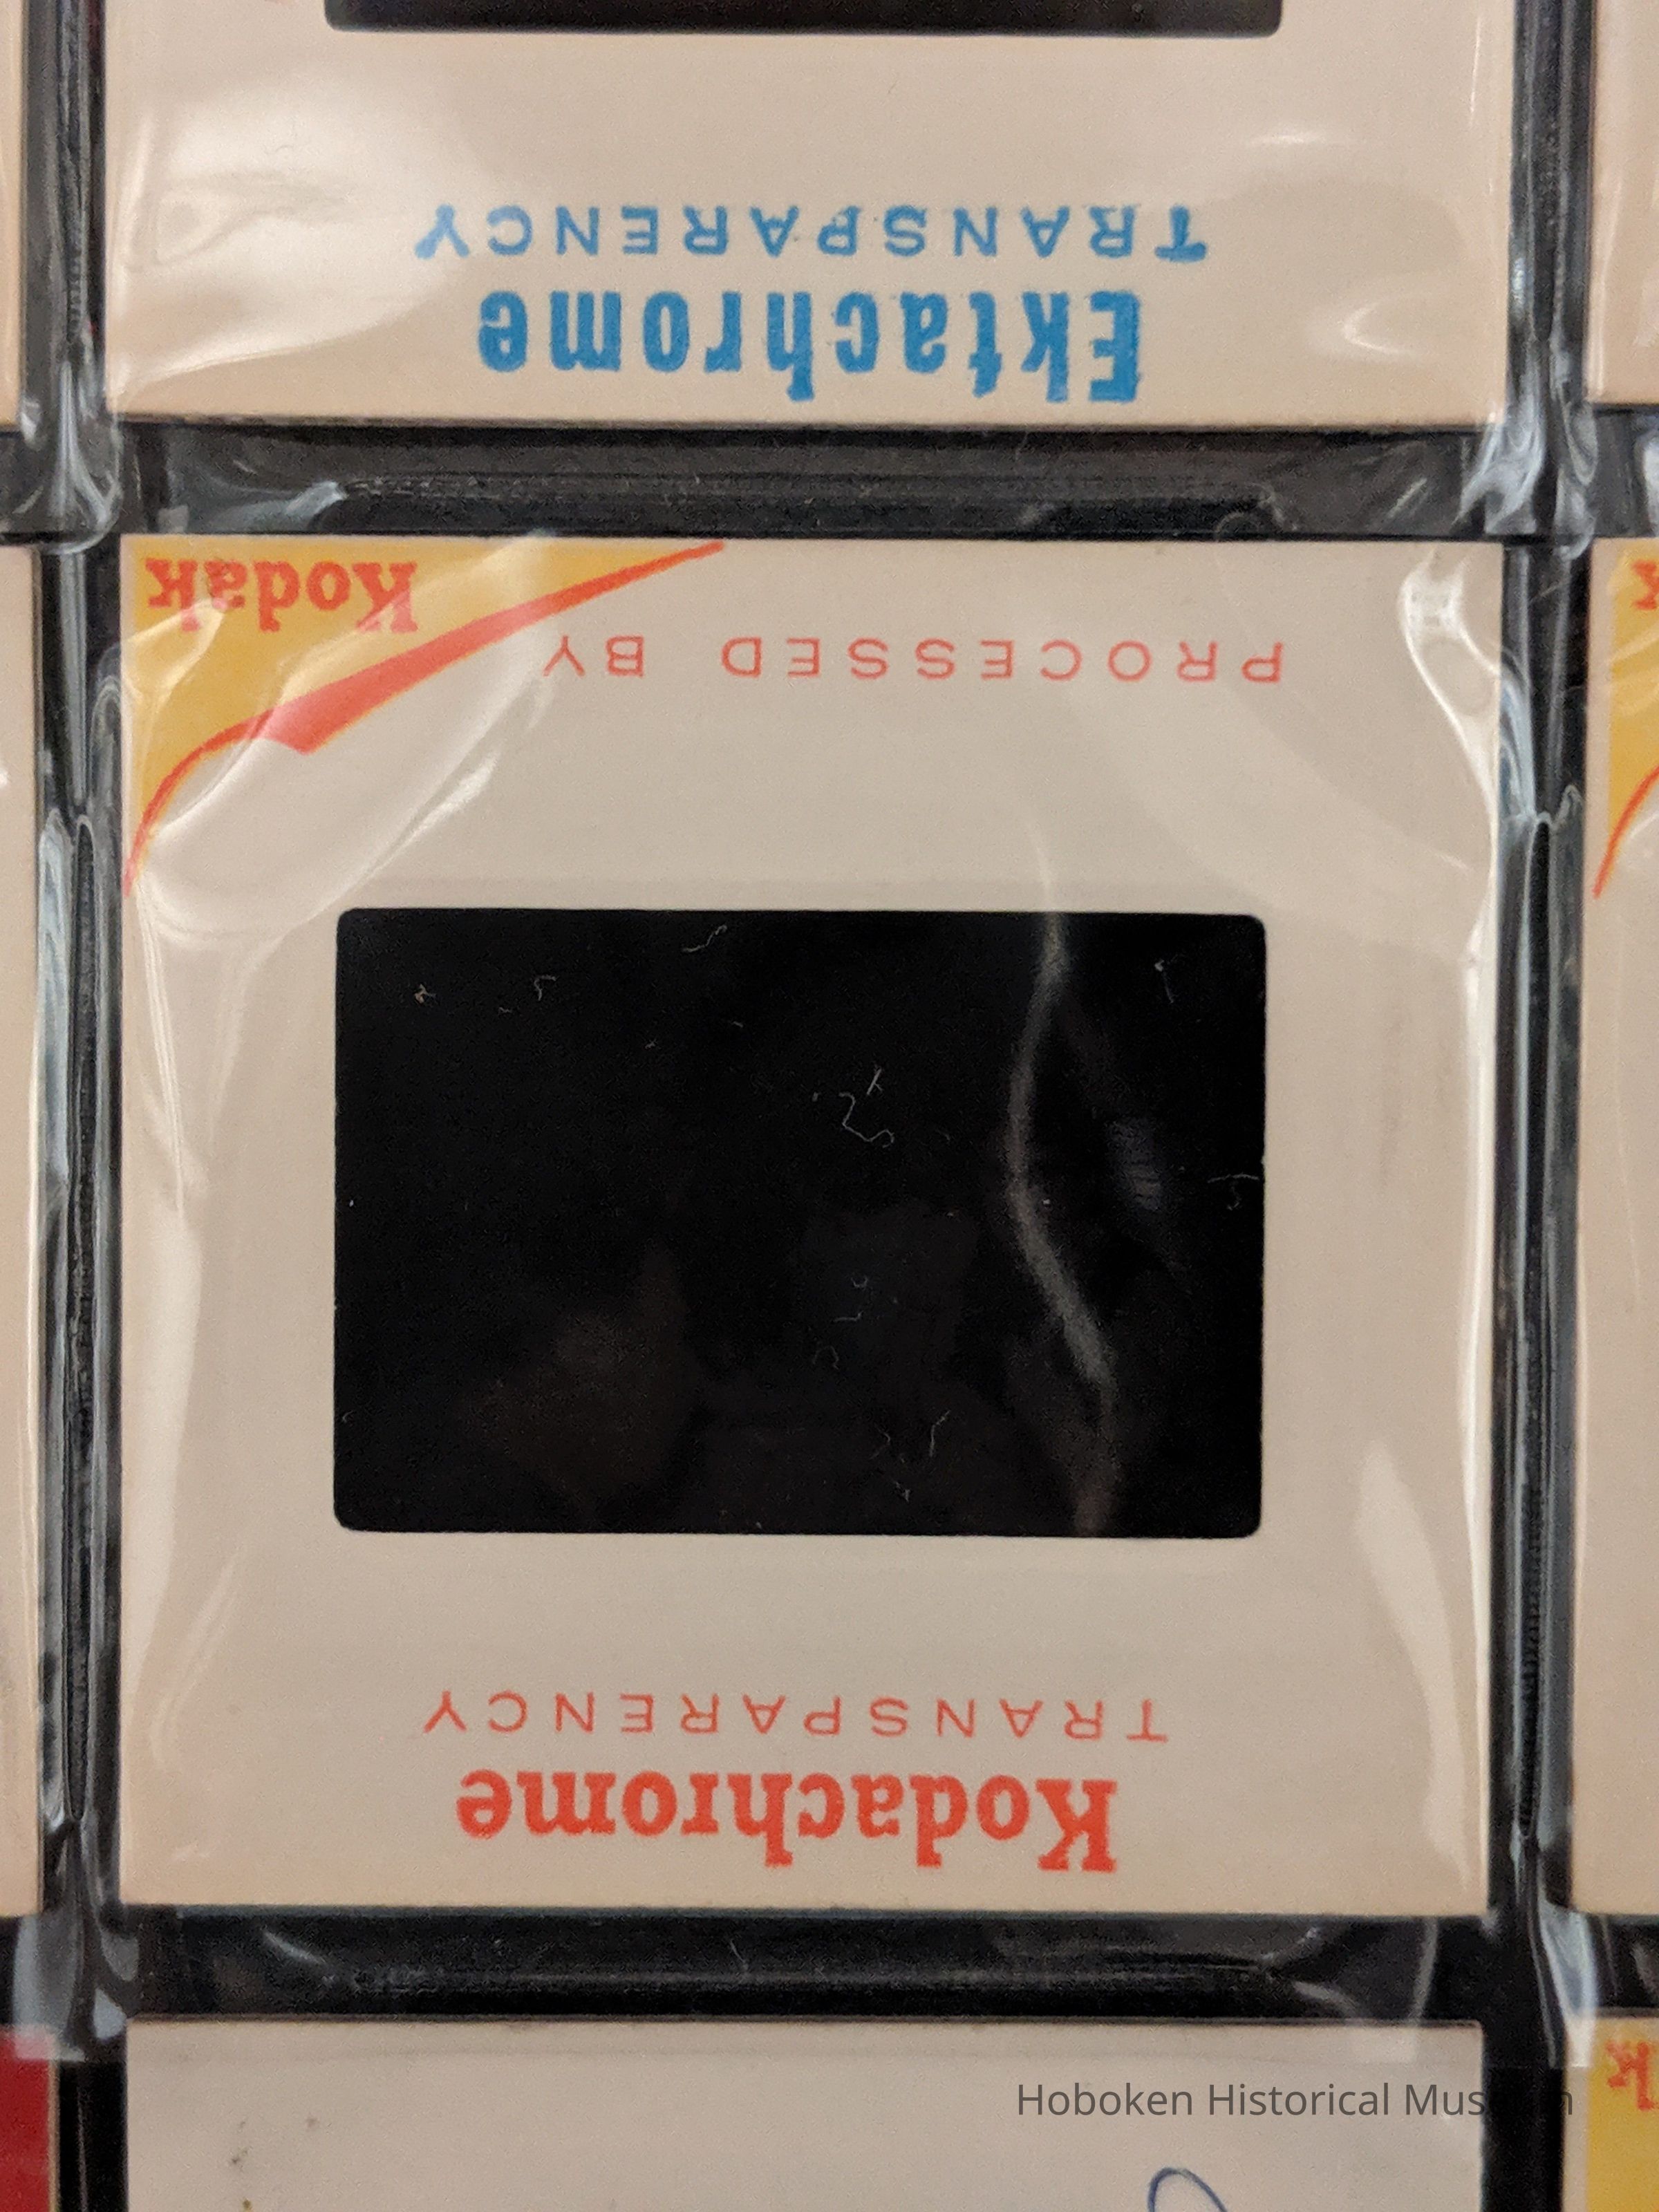 Ektachrome
TRANSPARENCY
Kodachrome
TRANSPARENCY
PROCESSED BY
Kodak
Hoboken Historical Museum